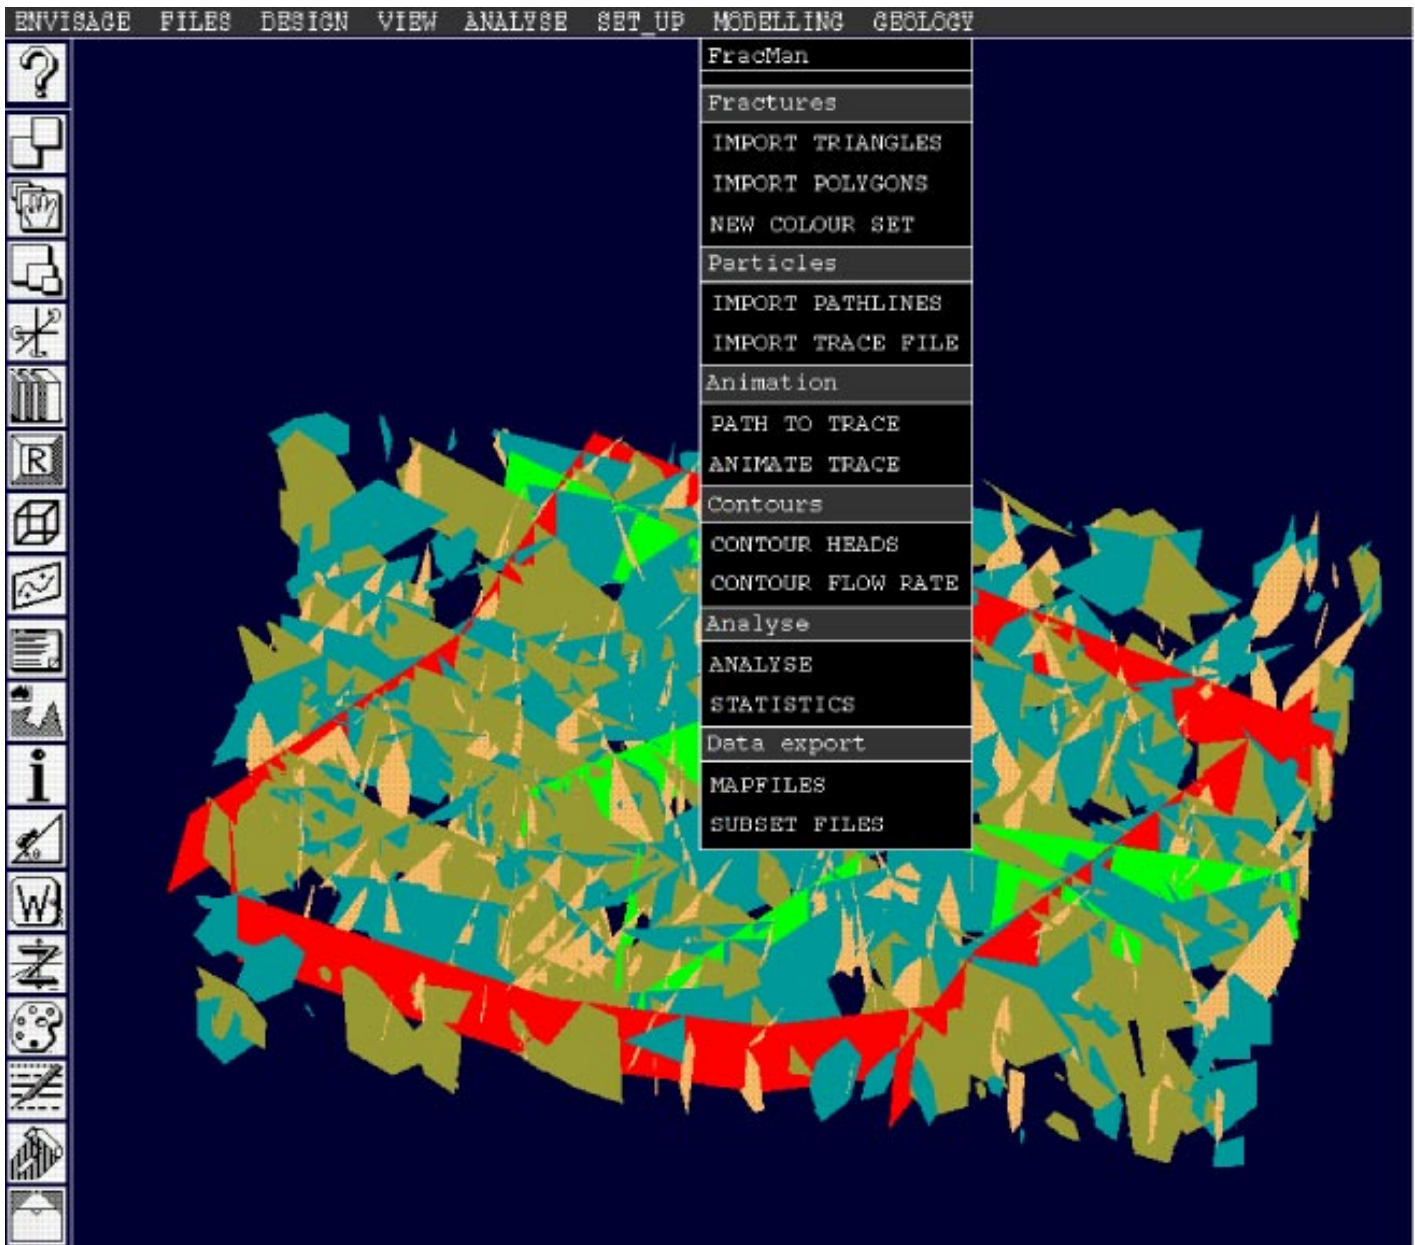 ENVISAGE FILES DESIGN VIEW ANALYSE SET_UP MODELLING GEOLOGY
FracMan
Fractures
IMPORT TRIANGLES
IMPORT POLYGONS
NEW COLOUR SET
Particles
IMPORT PATHLINES
IMPORT TRACE FILE
Animation
PATH TO TRACE
ANIMATE TRACE
Contours
CONTOUR HEADS
CONTOUR FLOW RATE
Analyse
ANALYSE
STATISTICS
Data export
MAPFILES
SUBSET FILES
?
R
i
W